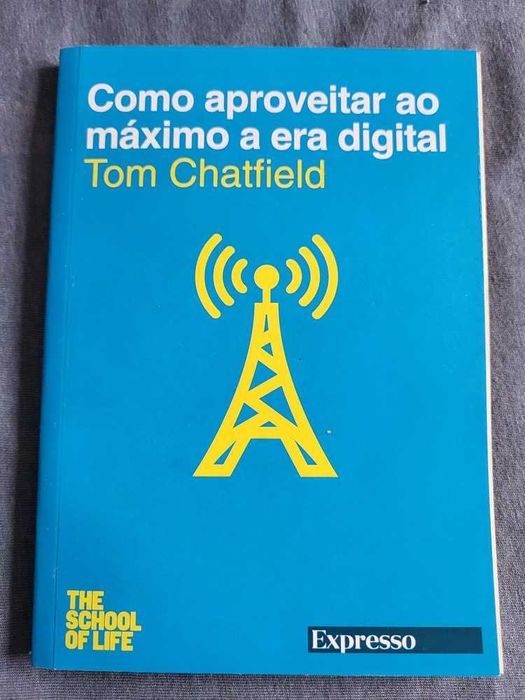 Como aproveitar ao
máximo a era digital
Tom Chatfield
THE
SCHOOL
OF LIFE
Expresso